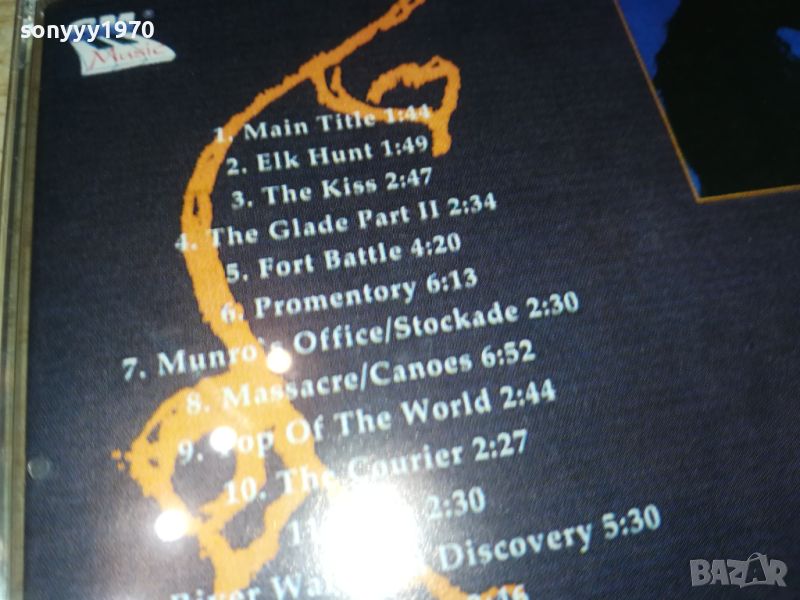 sonyyy1970
Music
1. Main Title 1:44
2. Elk Hunt 1:49
3. The Kiss 2:47
4. The Glade Part II 2:34
5. Fort Battle 4:20
6. Promentory 6:13
7. Munro's Office/Stockade 2:30
8. Massacre/Canoes 6:52
9. Top Of The World 2:44
10. The Courier 2:27
2:30
Discovery 5:30
River
BAZAR